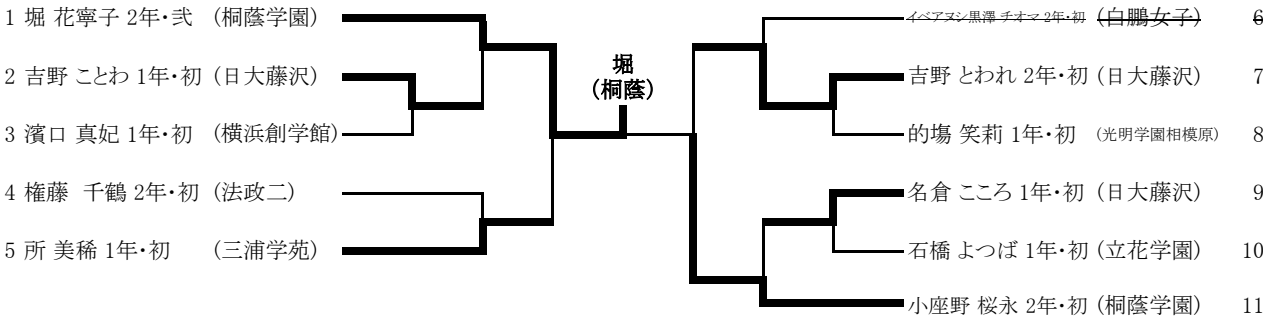 1 堀 花寧子 2年・弐 (桐蔭学園)
2 吉野 ことわ 1年・初 (日大藤沢)
3 濱口 真妃 1年・初 (横浜創学館)
4 権藤 千鶴 2年・初 (法政二)
5 所 美稀 1年・初 (三浦学苑)
堀
(桐蔭)
イベアヌシ黒澤 チオマ 2年・初 (白鵬女子) 6
吉野 とわれ 2年・初 (日大藤沢) 7
的塲 笑莉 1年・初 (光明学園相模原) 8
名倉 こころ 1年・初 (日大藤沢) 9
石橋 よつば 1年・初 (立花学園) 10
小座野 桜永 2年・初 (桐蔭学園) 11